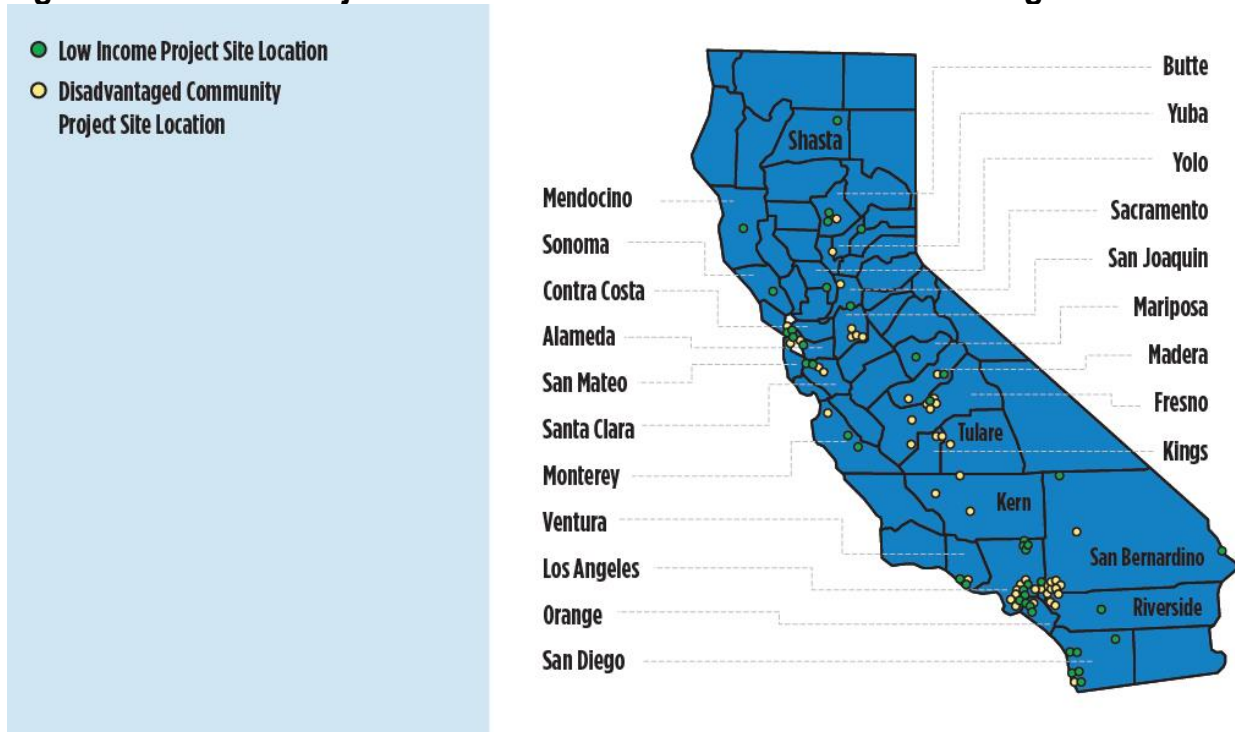 Low Income Project Site Location
Disadvantaged Community
Project Site Location
Mendocino
Sonoma
Contra Costa
Alameda
San Mateo
Santa Clara
Monterey
Ventura
Los Angeles
Orange
San Diego
Shasta
Tulare
Kern
San Bernardino
Riverside
Butte
Yuba
Yolo
Sacramento
San Joaquin
Mariposa
Madera
Fresno
Kings